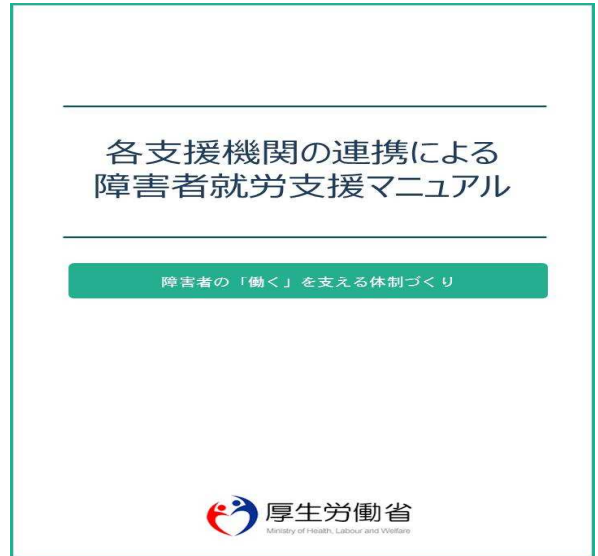 各支援機関の連携による
障害者就労支援マニュアル
障害者の「働く」を支える体制づくり
厚生労働省
Ministry of Health, Labour and Welfare